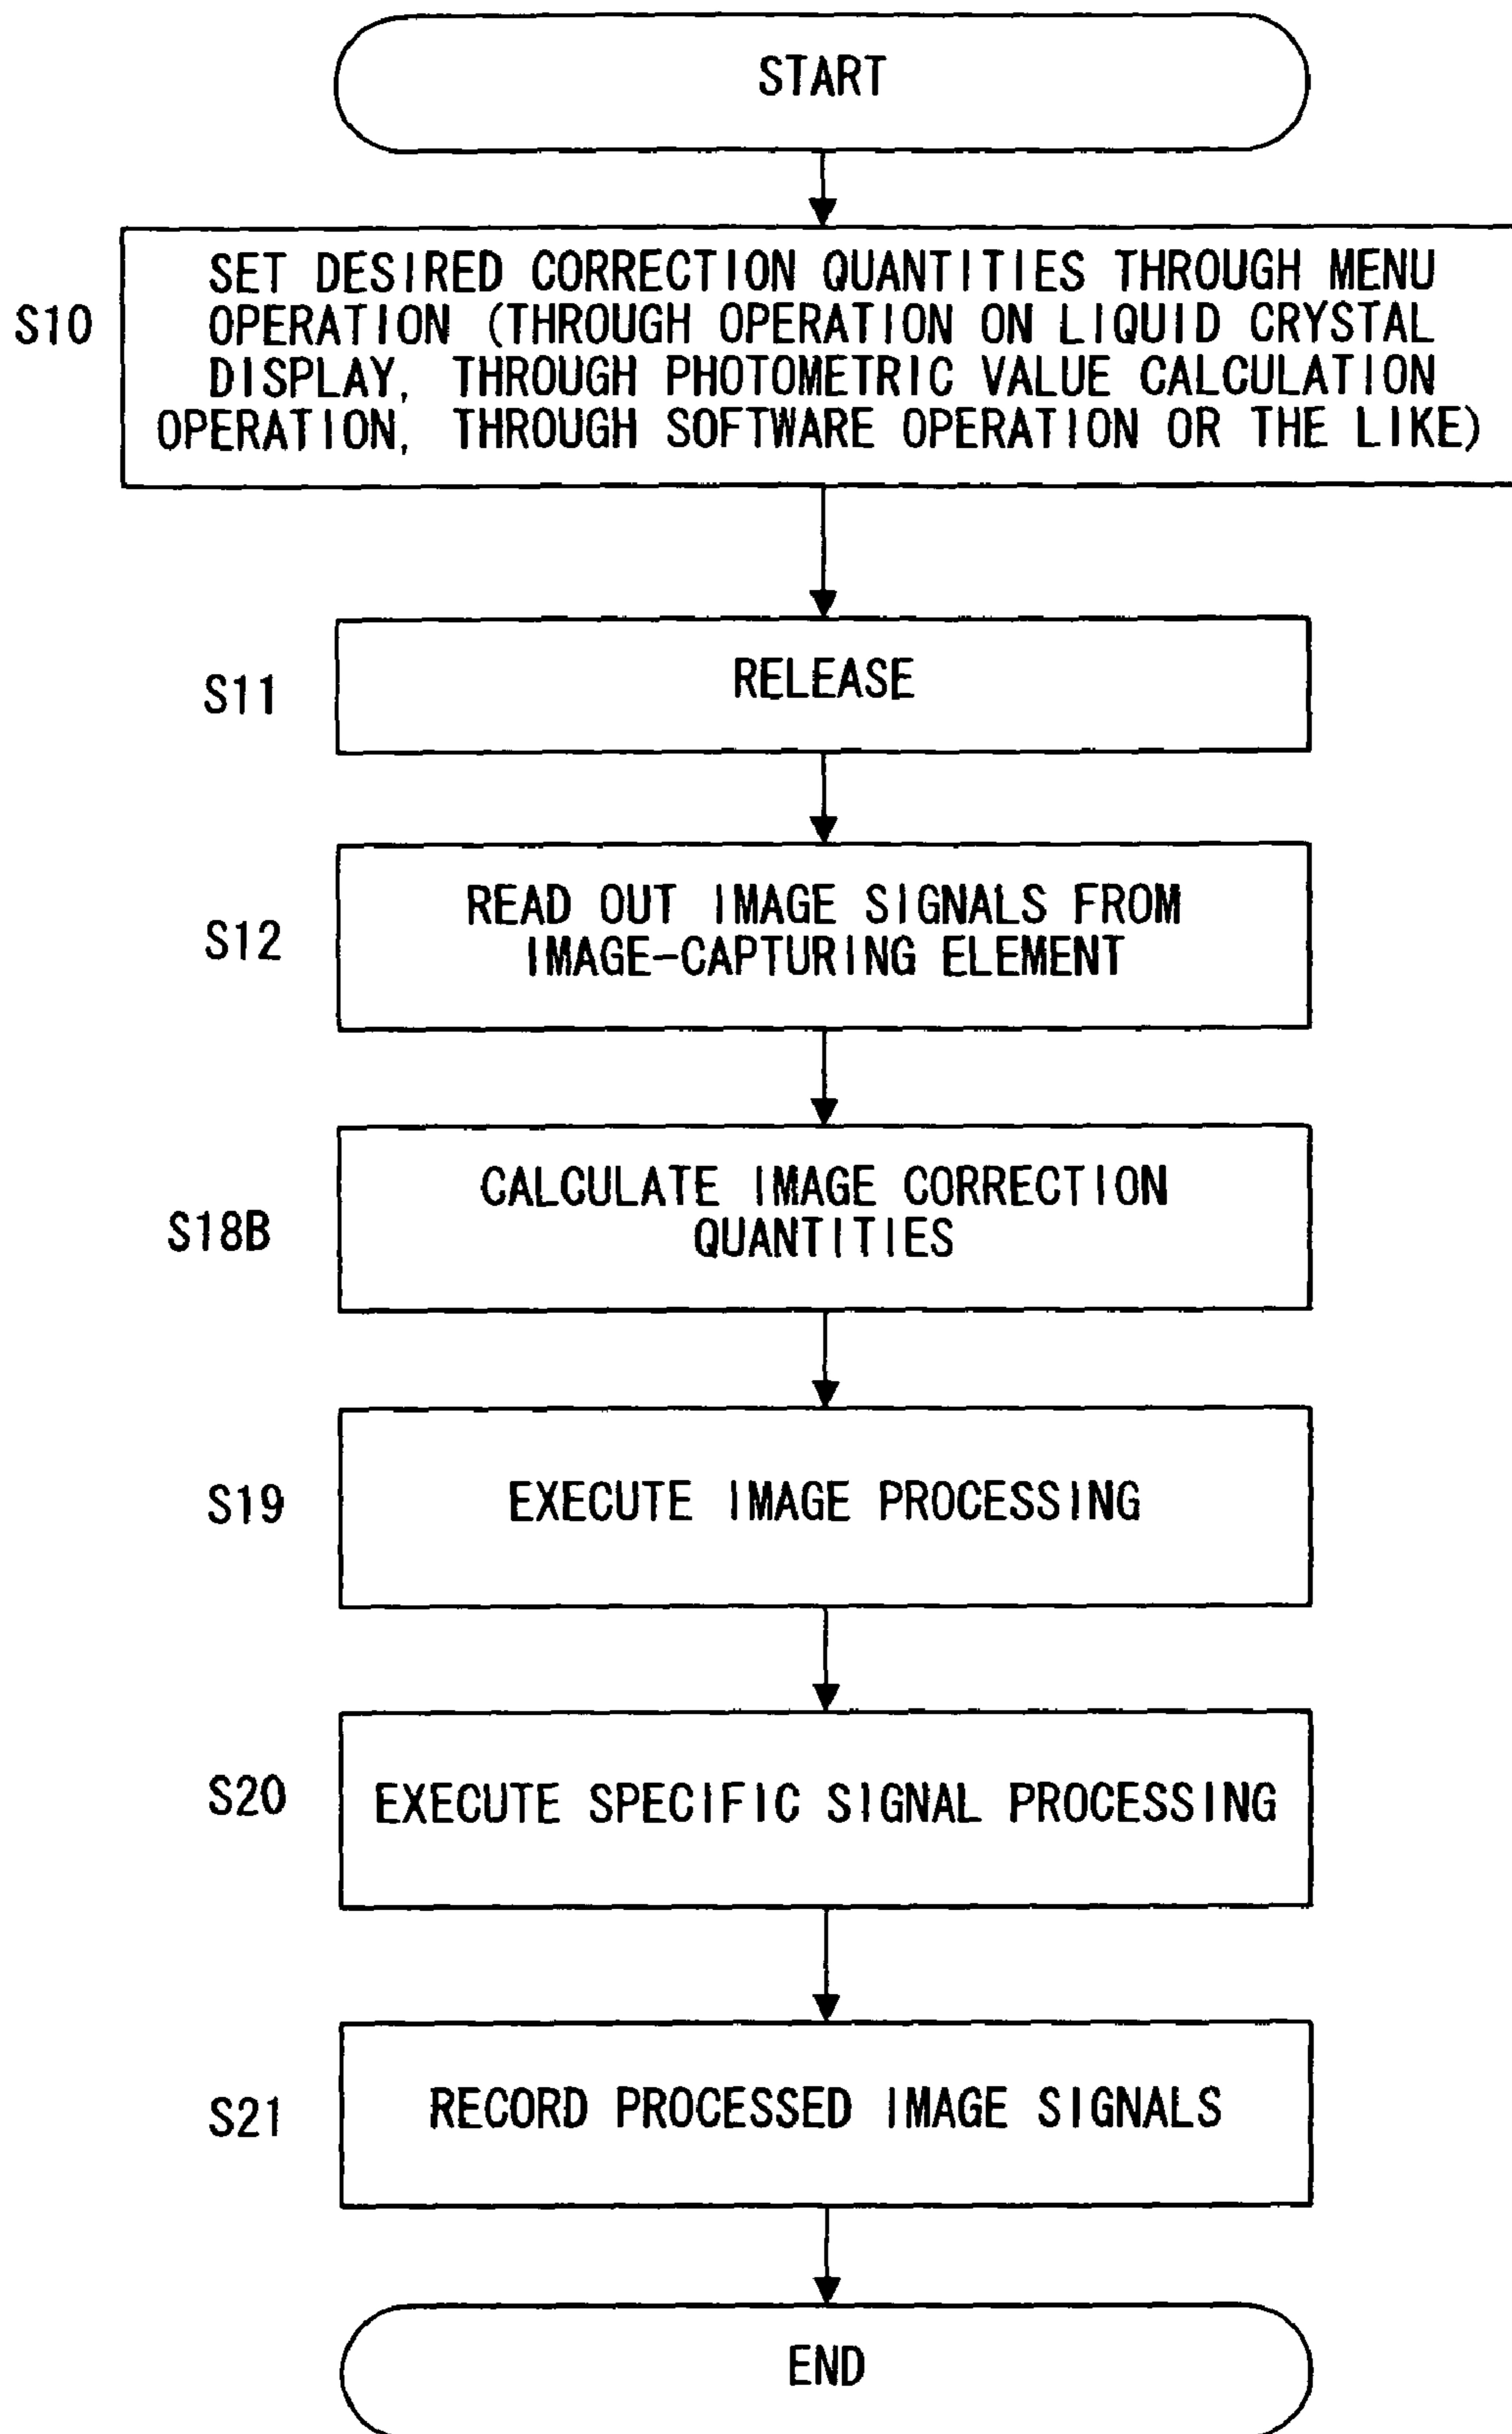 START
S10
SET DESIRED CORRECTION QUANTITIES THROUGH MENU
OPERATION (THROUGH OPERATION ON LIQUID CRYSTAL
DISPLAY, THROUGH PHOTOMETRIC VALUE CALCULATION
OPERATION, THROUGH SOFTWARE OPERATION OR THE LIKE)
S11
RELEASE
S12
READ OUT IMAGE SIGNALS FROM
IMAGE-CAPTURING ELEMENT
S18B
CALCULATE IMAGE CORRECTION
QUANTITIES
S19
EXECUTE IMAGE PROCESSING
S20
EXECUTE SPECIFIC SIGNAL PROCESSING
S21
RECORD PROCESSED IMAGE SIGNALS
END